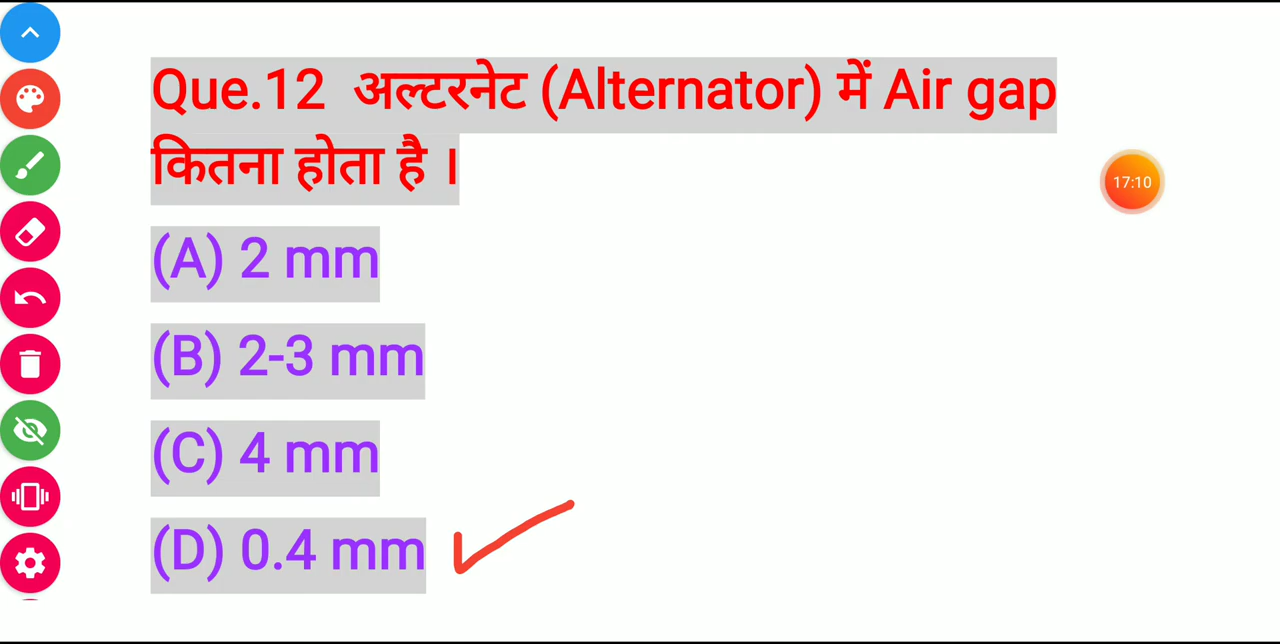 Que.12 अल्टरनेट (Alternator) में Air gap
कितना होता है ।
17:10
(A) 2 mm
(B) 2-3 mm
(C) 4 mm
(D) 0.4 mm